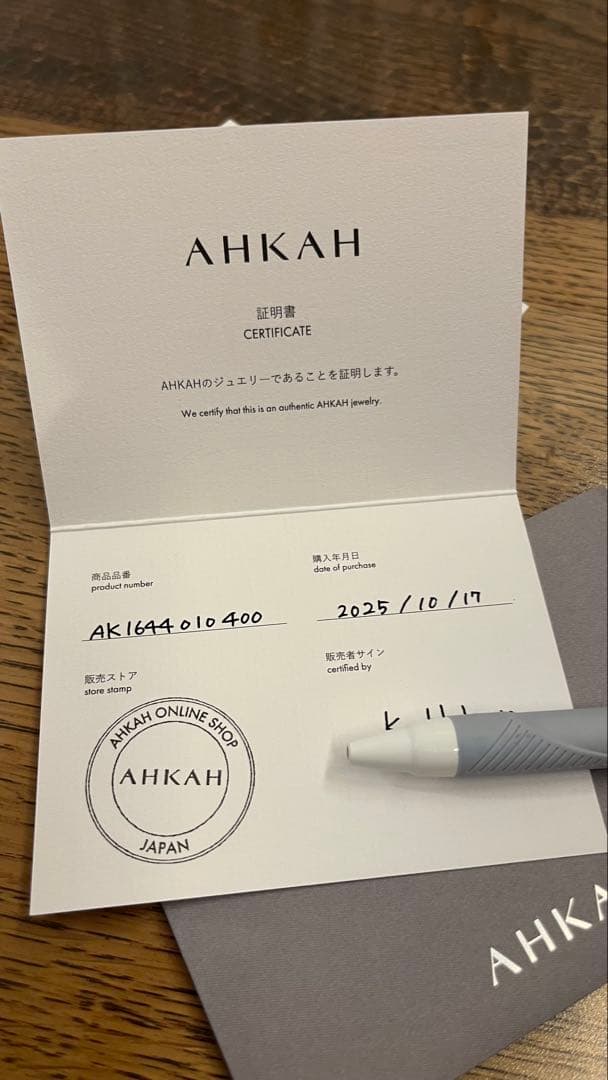 AHKAH
証明書
CERTIFICATE
AHKAHのジュエリーであることを証明します。
We certify that this is an authentic AHKAH jewelry.
商品品番
product number
AK1644010400
購入年月日
date of purchase
2025/10/17
販売ストア
store stamp
AHKAH ONLINE SHOP
AHKAH
JAPAN
販売者サイン
certified by